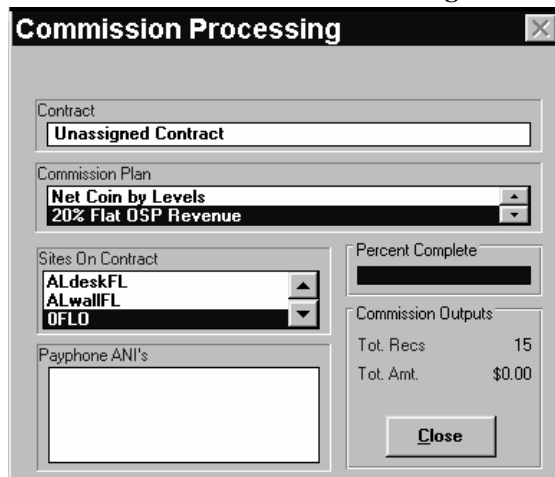 Commission Processing
Contract
Unassigned Contract
Commission Plan
Net Coin by Levels
20% Flat OSP Revenue
Sites On Contract
ALdeskFL
ALwallFL
0FLO
Payphone ANI's
Percent Complete
Commission Outputs
Tot. Recs 15
Tot. Amt. $0.00
Close